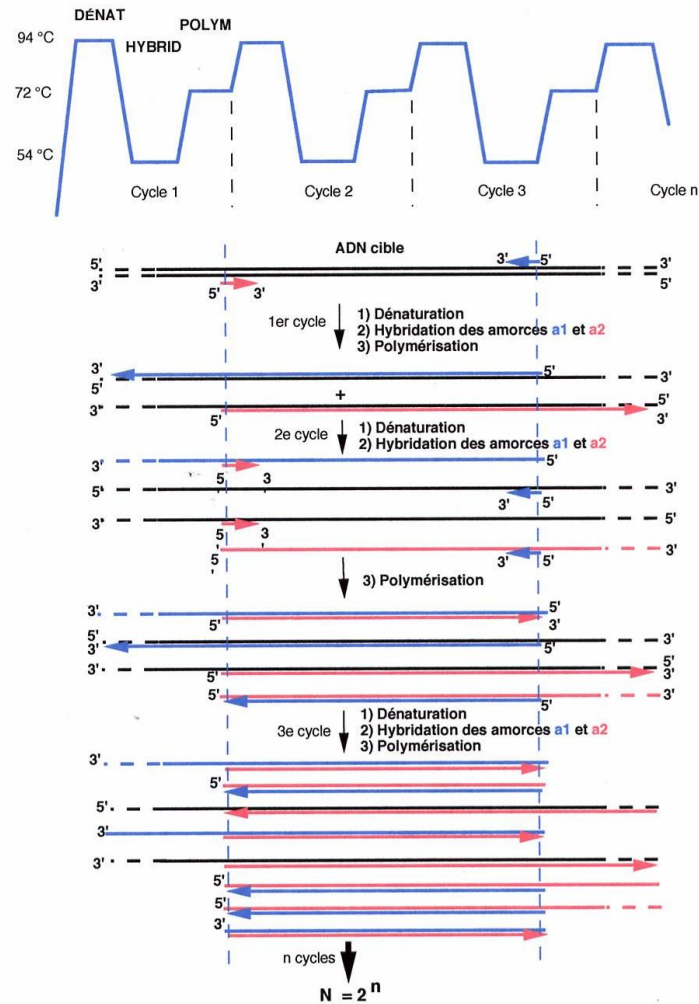 DÉNAT
POLYM
94 °C
HYBRID
72 °C
54 °C
Cycle 1
Cycle 2
Cycle 3
Cycle n
ADN cible
5' 3' 5' 3'
3' 5' 3' 5'
1er cycle
1) Dénaturation
2) Hybridation des amorces a1 et a2
3) Polymérisation
3' 5' 3'
5'
+
3' 5' 5'
3'
2e cycle
1) Dénaturation
2) Hybridation des amorces a1 et a2
3' 5'
5' 5 3 3' 5' 3'
3' 5 3 5'
5' 3' 5' 3'
3) Polymérisation
3' 5' 5'
3'
5' 3'
3' 5'
3' 5' 5'
3'
5' 5' 3'
3e cycle
1) Dénaturation
2) Hybridation des amorces a1 et a2
3) Polymérisation
3'
5'
5'
3'
3'
5'
5'
3'
n cycles
N = 2 n